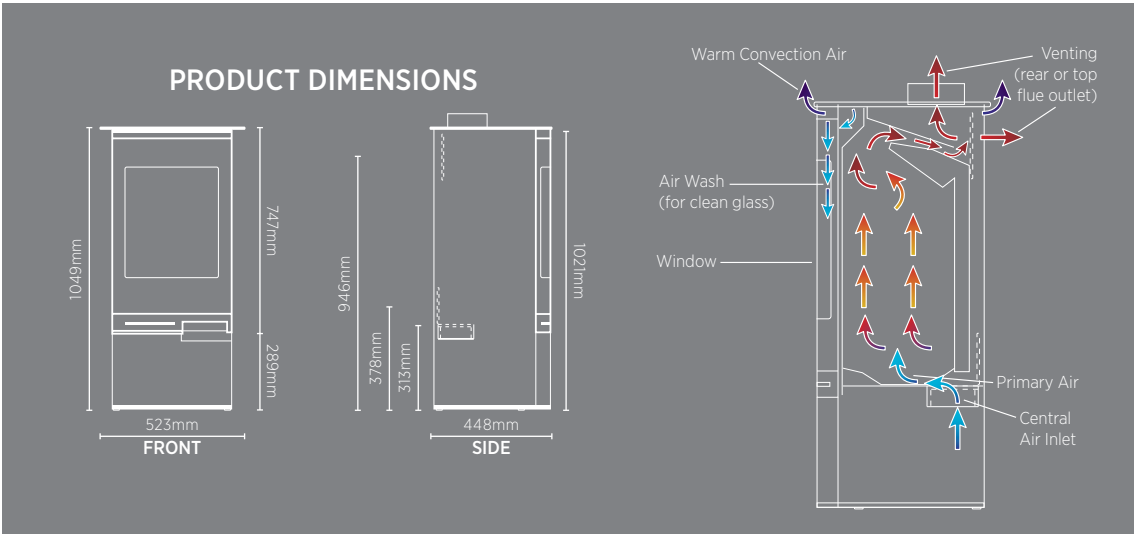 PRODUCT DIMENSIONS
1049mm
747mm
289mm
523mm
FRONT
946mm
378mm
313mm
1021mm
448mm
SIDE
Warm Convection Air
Venting
(rear or top
flue outlet)
Air Wash
(for clean glass)
Window
Primary Air
Central
Air Inlet